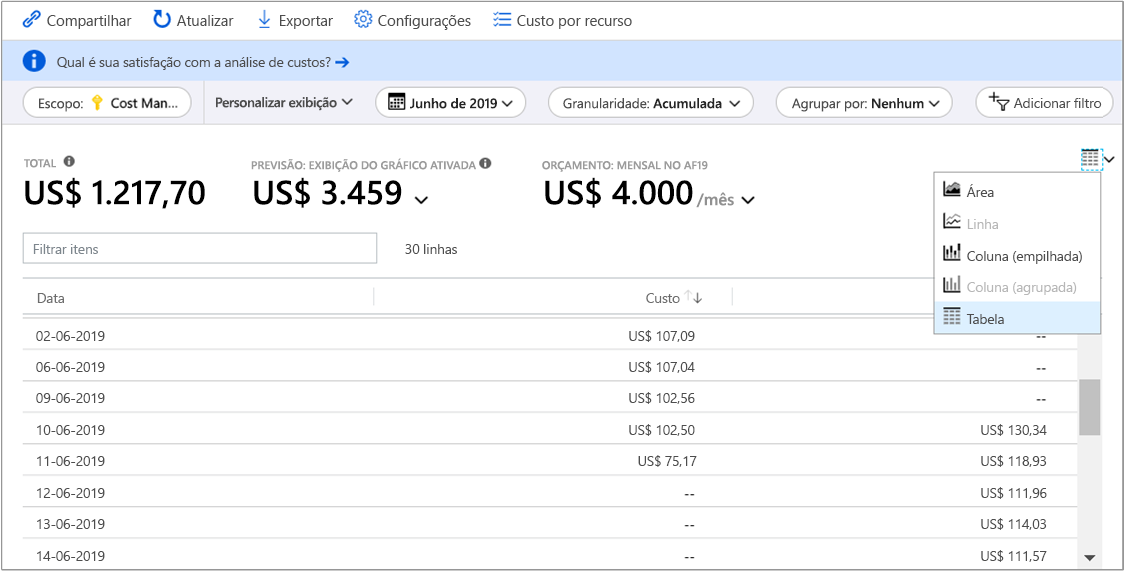 Compartilhar Atualizar Exportar Configurações Custo por recurso
Qual é sua satisfação com a análise de custos?
Escopo: Cost Man... Personalizar exibição Junho de 2019 Granularidade: Acumulada Agrupar por: Nenhum Adicionar filtro
TOTAL PREVISÃO: EXIBIÇÃO DO GRÁFICO ATIVADA ORÇAMENTO: MENSAL NO AF19
US$ 1.217,70 US$ 3.459 US$ 4.000 /mês
Área
Linha
Coluna (empilhada)
Coluna (agrupada)
Tabela
Filtrar itens 30 linhas
Data Custo
02-06-2019 US$ 107,09 --
06-06-2019 US$ 107,04 --
09-06-2019 US$ 102,56 --
10-06-2019 US$ 102,50 US$ 130,34
11-06-2019 US$ 75,17 US$ 118,93
12-06-2019 -- US$ 111,96
13-06-2019 -- US$ 114,03
14-06-2019 -- US$ 111,57